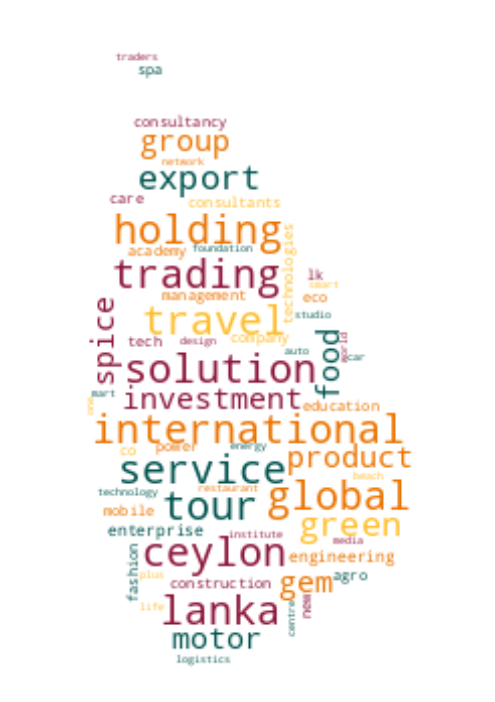 traders
spa
consultancy
group
network
export
care
consultants
holding
technologies
academy
foundation
trading
lk
smart
management
eco
spice
travel
studio
tech
design
company
food
world
auto
car
solution
mart
investment
one
education
international
co
power
energy
product
service
beach
technology
restaurant
tour
global
mobile
green
enterprise
institute
media
ceylon
engineering
fashion
plus
construction
gem
agro
life
lanka
centre
new
motor
logistics